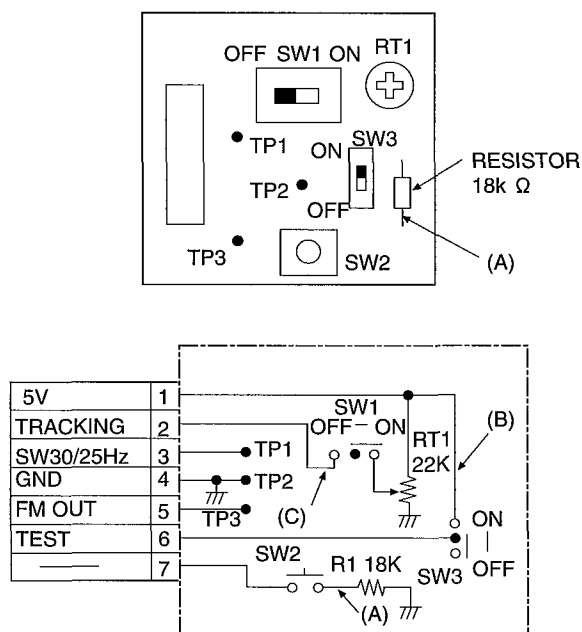 OFF SW1 ON
RT1
TP1
SW3
ON
TP2
OFF
TP3
SW2
RESISTOR
18k Ω
(A)
5V 1
TRACKING 2
SW30/25Hz 3
GND 4
FM OUT 5
TEST 6
7
TP1
TP2
TP3
SW1
OFF ON
RT1
22K
(B)
(C)
ON
OFF
SW3
SW2
R1 18K
(A)